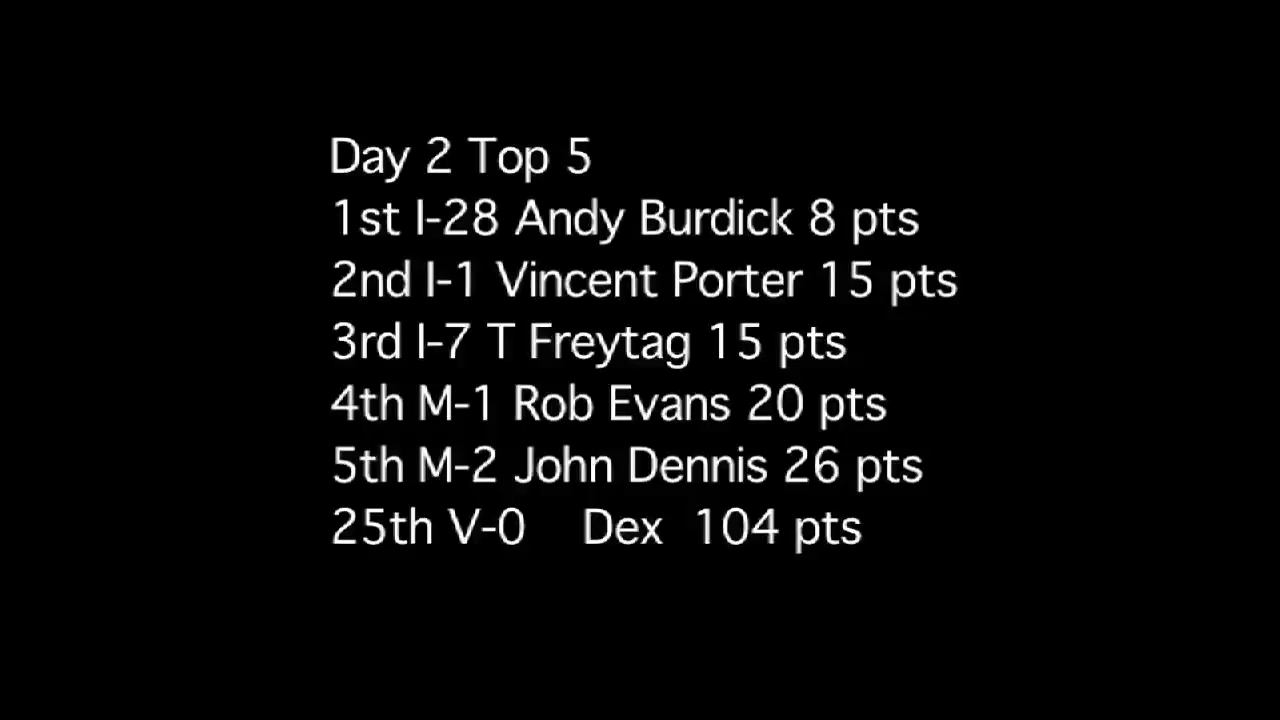 Day 2 Top 5
1st I-28 Andy Burdick 8 pts
2nd I-1 Vincent Porter 15 pts
3rd I-7 T Freytag 15 pts
4th M-1 Rob Evans 20 pts
5th M-2 John Dennis 26 pts
25th V-0 Dex 104 pts